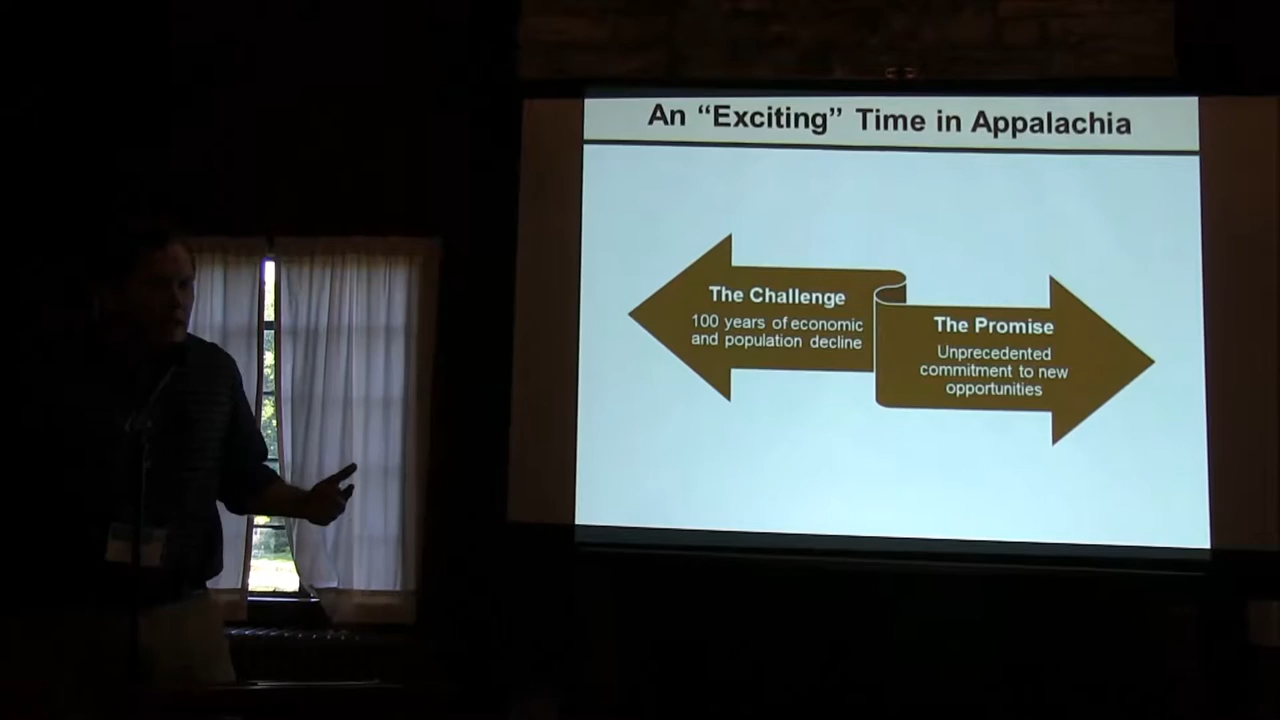 An “Exciting” Time in Appalachia
The Challenge
100 years of economic
and population decline
The Promise
Unprecedented
commitment to new
opportunities